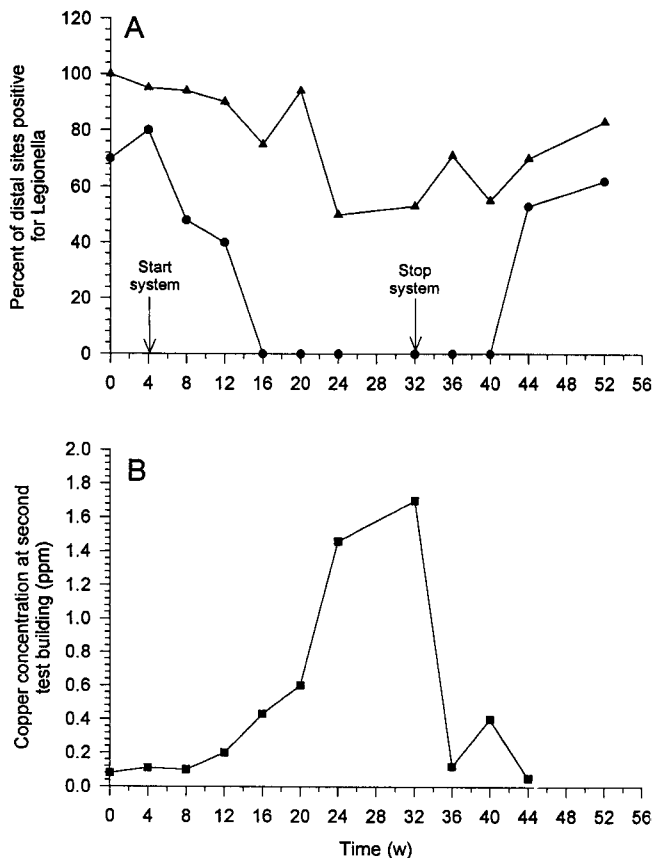 A
Percent of distal sites positive
for Legionella
120
100
80
60
40
20
0
Start
system
Stop
system
0 4 8 12 16 20 24 28 32 36 40 44 48 52 56
B
Copper concentration at second
test building (ppm)
2.0
1.8
1.6
1.4
1.2
1.0
0.8
0.6
0.4
0.2
0.0
0 4 8 12 16 20 24 28 32 36 40 44 48 52 56
Time (w)